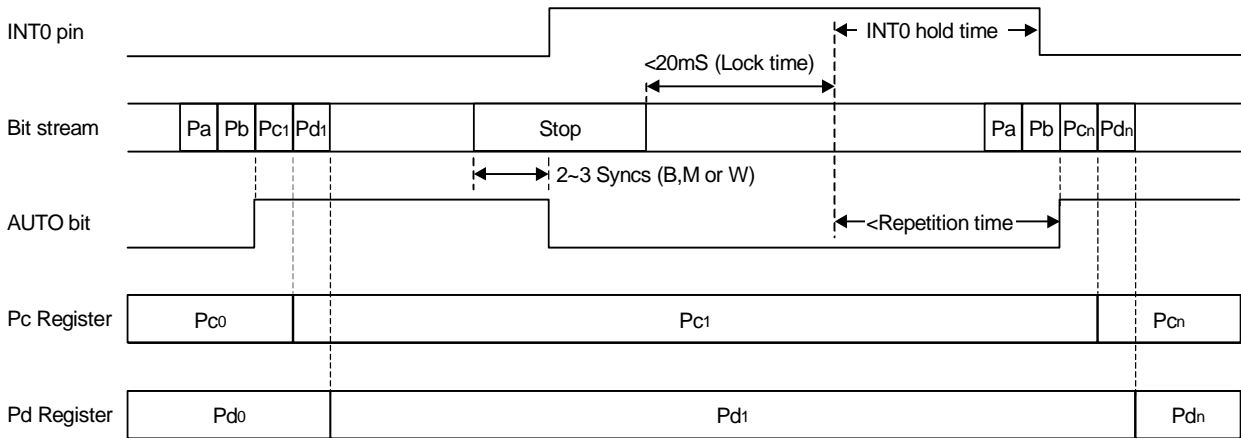 INT0 pin
INT0 hold time
<20mS (Lock time)
Bit stream
Pa Pb Pc1 Pd1 Stop Pa Pb Pcn Pdn
2~3 Syncs (B,M or W)
AUTO bit
<Repetition time
Pc Register
Pc0 Pc1 Pcn
Pd Register
Pd0 Pd1 Pdn